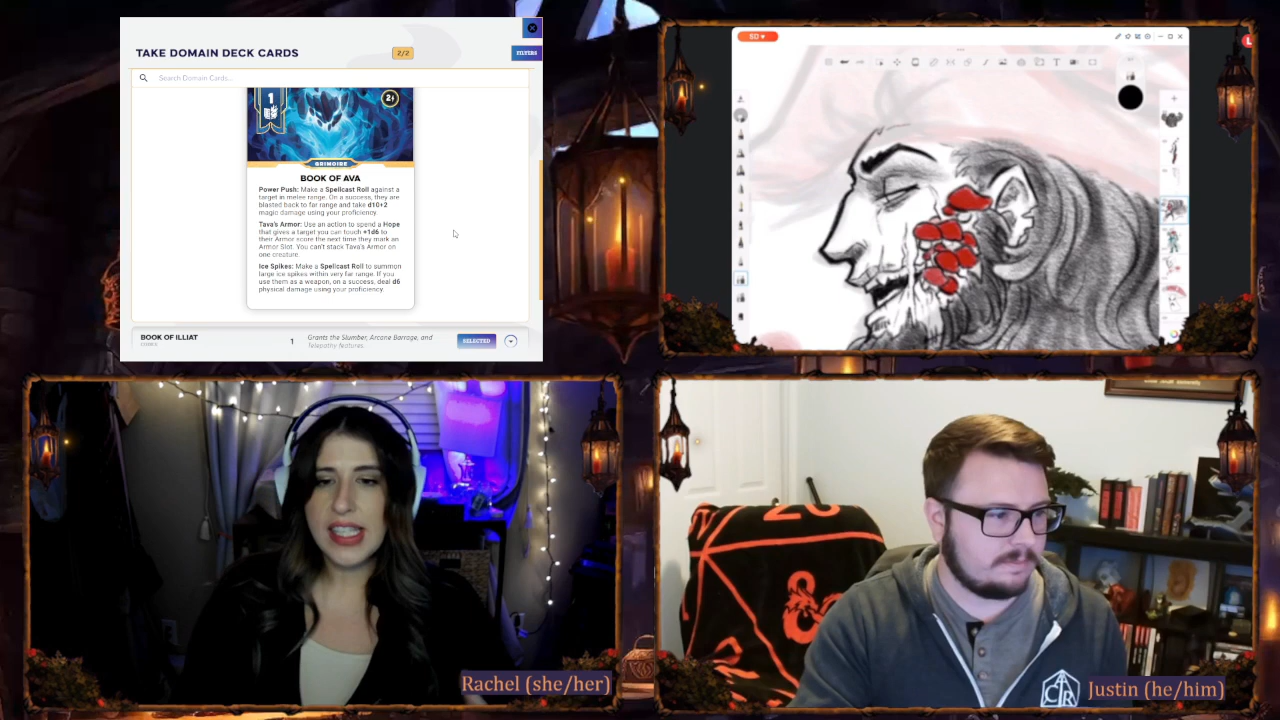 TAKE DOMAIN DECK CARDS
2/2
FILTERS
Search Domain Cards...
1
2
GRIMOIRE
BOOK OF AVA
Power Push: Make a Spellcast Roll against a
target in melee range. On a success, they are
blasted back to far range and take d10+2
magic damage using your proficiency.
Tava's Armor: Use an action to spend a Hope
that gives a target you can touch +1d6 to
their Armor score the next time they mark an
Armor Slot. You can't stack Tava's Armor on
one creature.
Ice Spikes: Make a Spellcast Roll to summon
large ice spikes within very far range. If you
use them as a weapon, on a success, deal d6
physical damage using your proficiency.
BOOK OF ILLIAT
CODEX
1
Grants the Slumber, Arcane Barrage, and
Telepathy features.
SELECTED
SD
L
20
CR
Rachel (she/her)
Justin (he/him)